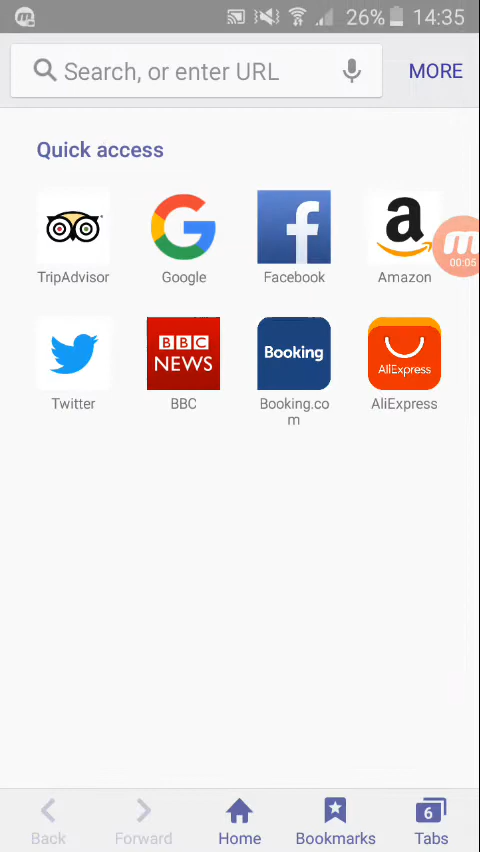 26% 14:35
Search, or enter URL MORE
Quick access
TripAdvisor Google Facebook Amazon
00:05
BBC
NEWS
Booking
AliExpress
Twitter BBC Booking.co
m AliExpress
6
Back Forward Home Bookmarks Tabs